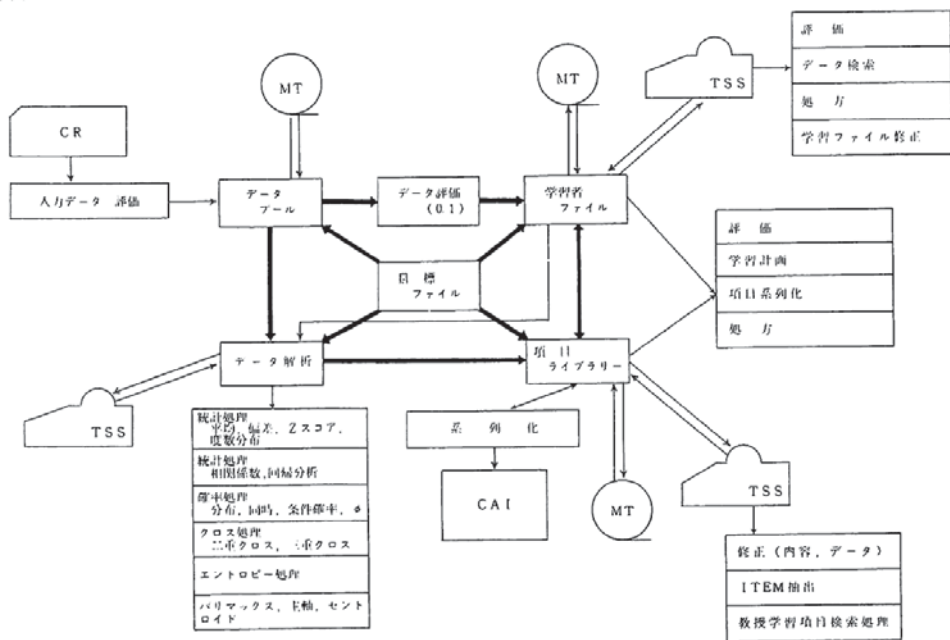 MT
MT
TSS
評価
データ検索
処方
学習ファイル修正
CR
入力データ 評価
データ
プール
データ評価
(0.1)
学習者
ファイル
評価
学習計画
項目系列化
処方
目標
ファイル
データ解析
項目
ライブラリー
TSS
統計処理
平均, 偏差, Zスコア,
度数分布
統計処理
相関係数, 回帰分析
確率処理
分布, 同時, 条件確率, φ
クロス処理
二重クロス, 三重クロス
エントロピー処理
バリマックス, 主軸, セント
ロイド
系列化
CAI
MT
TSS
修正(内容, データ)
ITEM抽出
教授学習項目検索処理